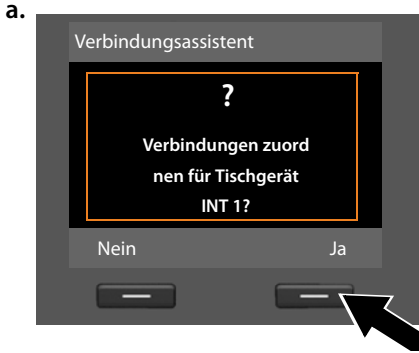 a.
Verbindungsassistent
?
Verbindungen zuord
nen für Tischgerät
INT 1?
Nein Ja